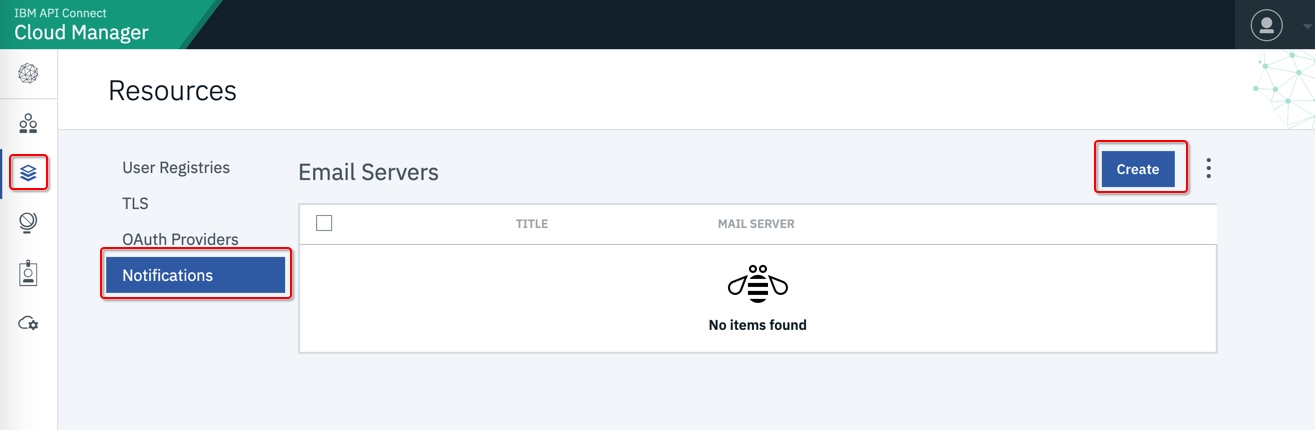 IBM API Connect
Cloud Manager
Resources
User Registries
TLS
OAuth Providers
Notifications
Email Servers
Create
TITLE MAIL SERVER
No items found